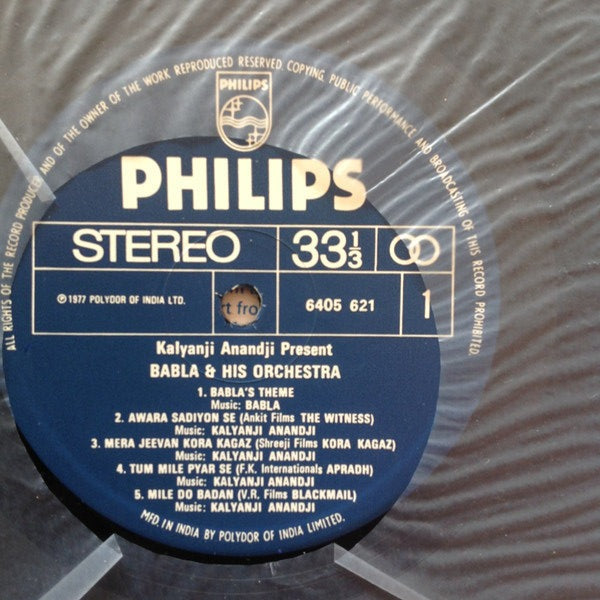 ALL RIGHTS OF THE RECORD PRODUCER AND OF THE OWNER OF THE WORK REPRODUCED RESERVED. COPYING, PUBLIC PERFORMANCE AND BROADCASTING OF THIS RECORD PROHIBITED.
PHILIPS
PHILIPS
STEREO 33 1/3
℗ 1977 POLYDOR OF INDIA LTD. 6405 621 1
fro
Kalyanji Anandji Present
BABLA & HIS ORCHESTRA
1. BABLA'S THEME
Music: BABLA
2. AWARA SADIYON SE (Ankit Films THE WITNESS)
Music: KALYANJI ANANDJI
3. MERA JEEVAN KORA KAGAZ (Shreeji Films KORA KAGAZ)
Music: KALYANJI ANANDJI
4. TUM MILE PYAR SE (F.K. Internationals APRADH)
Music: KALYANJI ANANDJI
5. MILE DO BADAN (V.R. Films BLACKMAIL)
Music: KALYANJI ANANDJI
MFD. IN INDIA BY POLYDOR OF INDIA LIMITED.